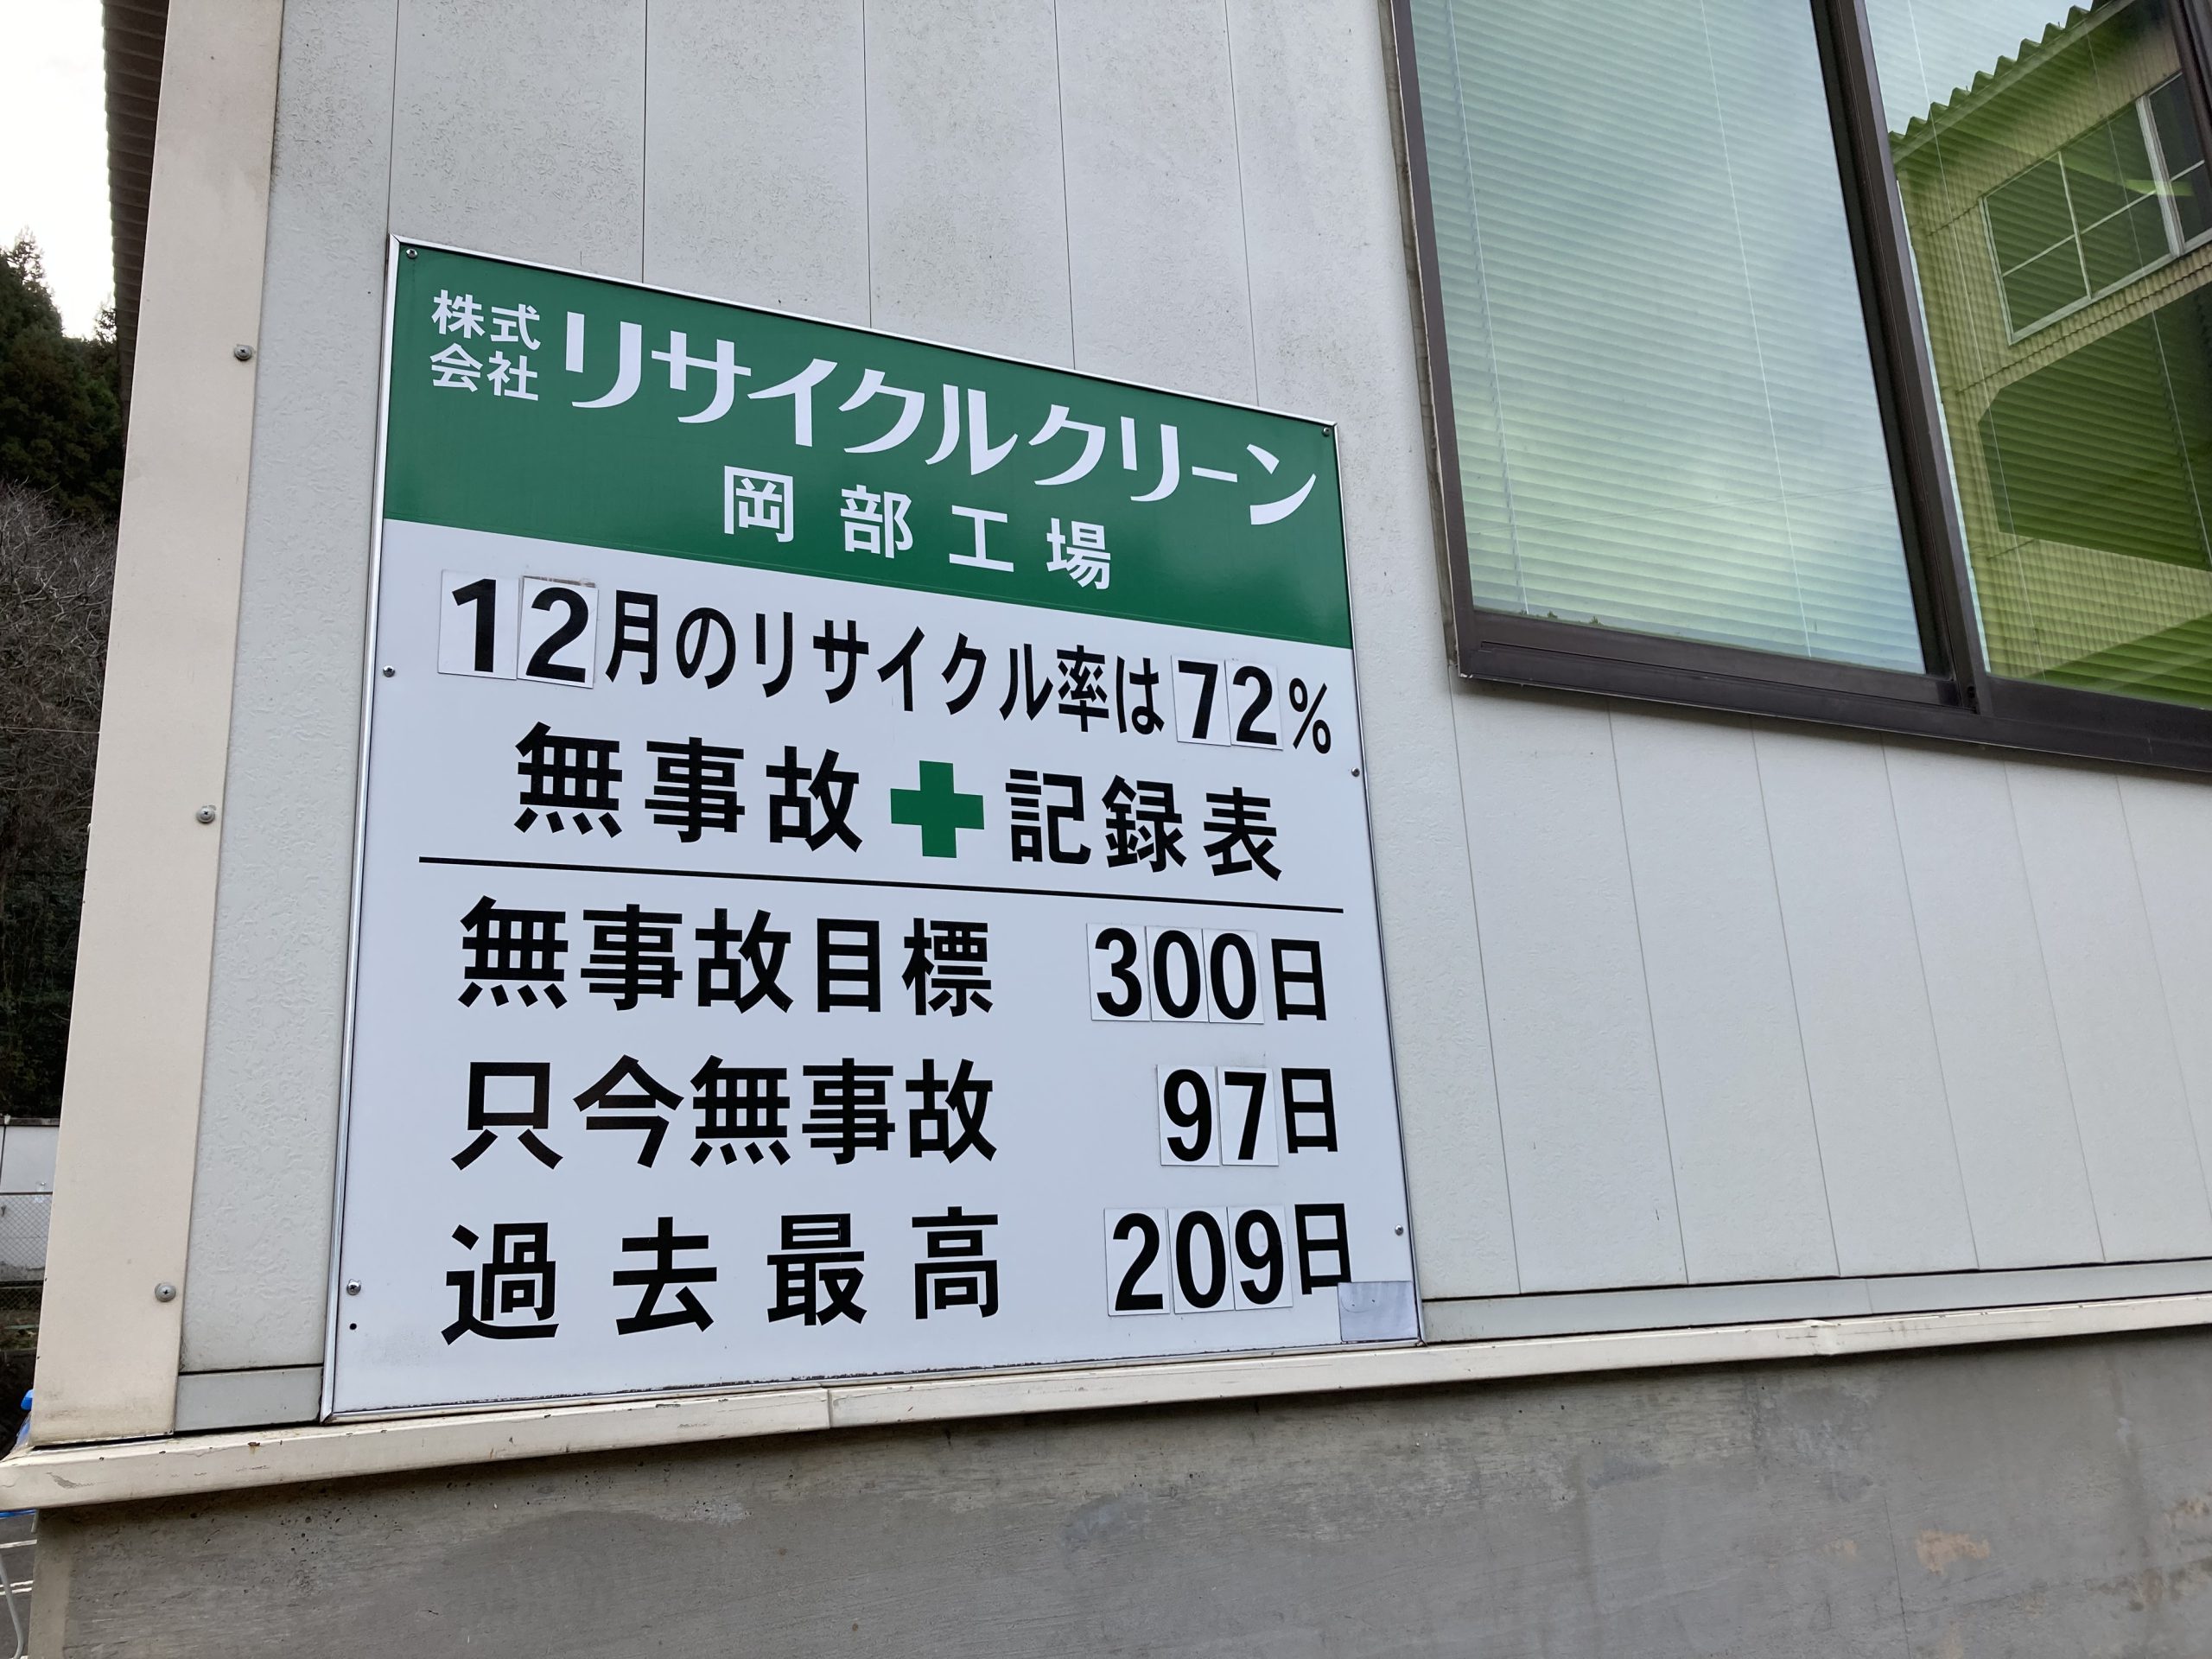 株式会社 リサイクルクリーン
岡部工場
12月のリサイクル率は72%
無事故 記録表
無事故目標 300日
只今無事故 97日
過去最高 209日